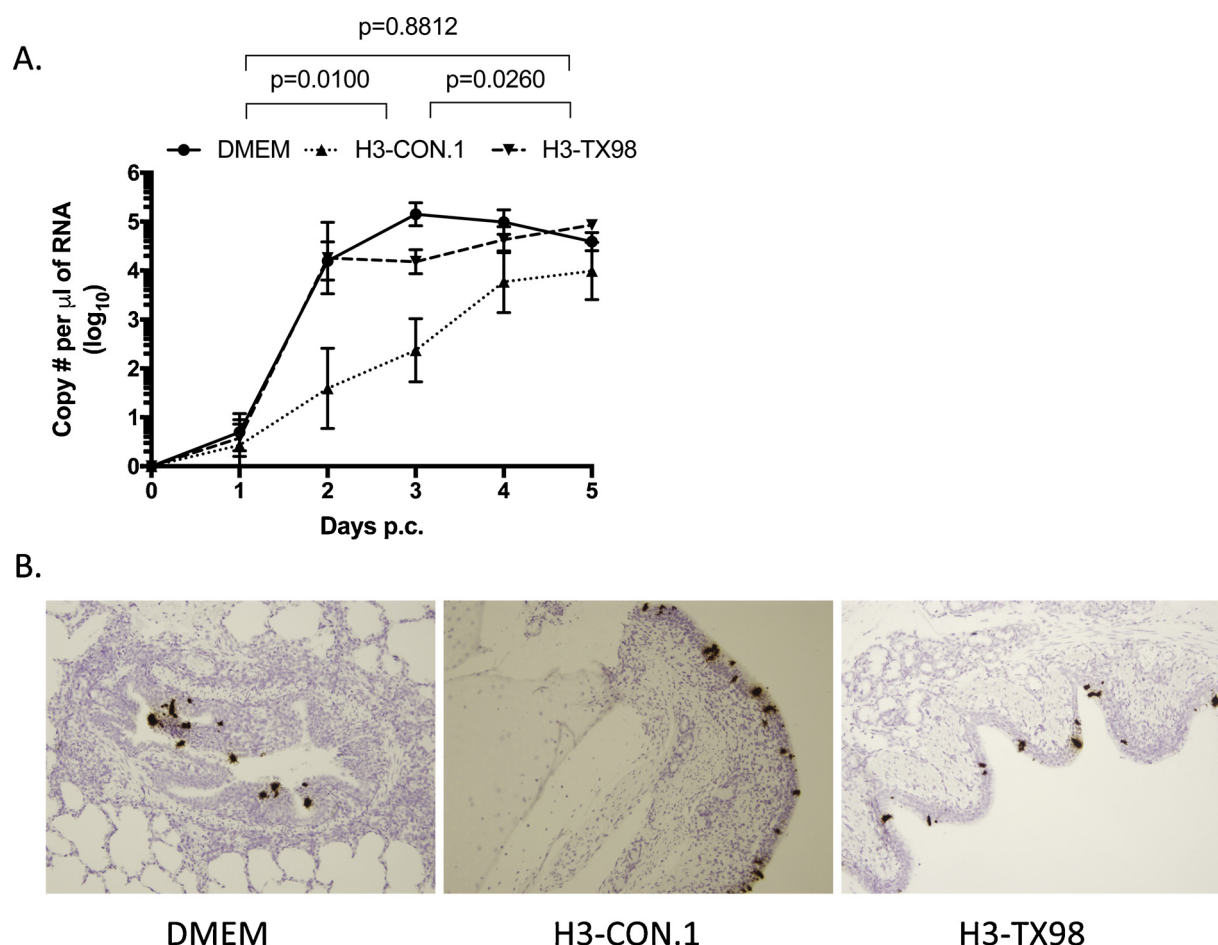 A.
p=0.8812
p=0.0100 p=0.0260
DMEM H3-CON.1 H3-TX98
Copy # per μl of RNA
(log10)
6
5
4
3
2
1
0
0 1 2 3 4 5
Days p.c.
B.
DMEM H3-CON.1 H3-TX98